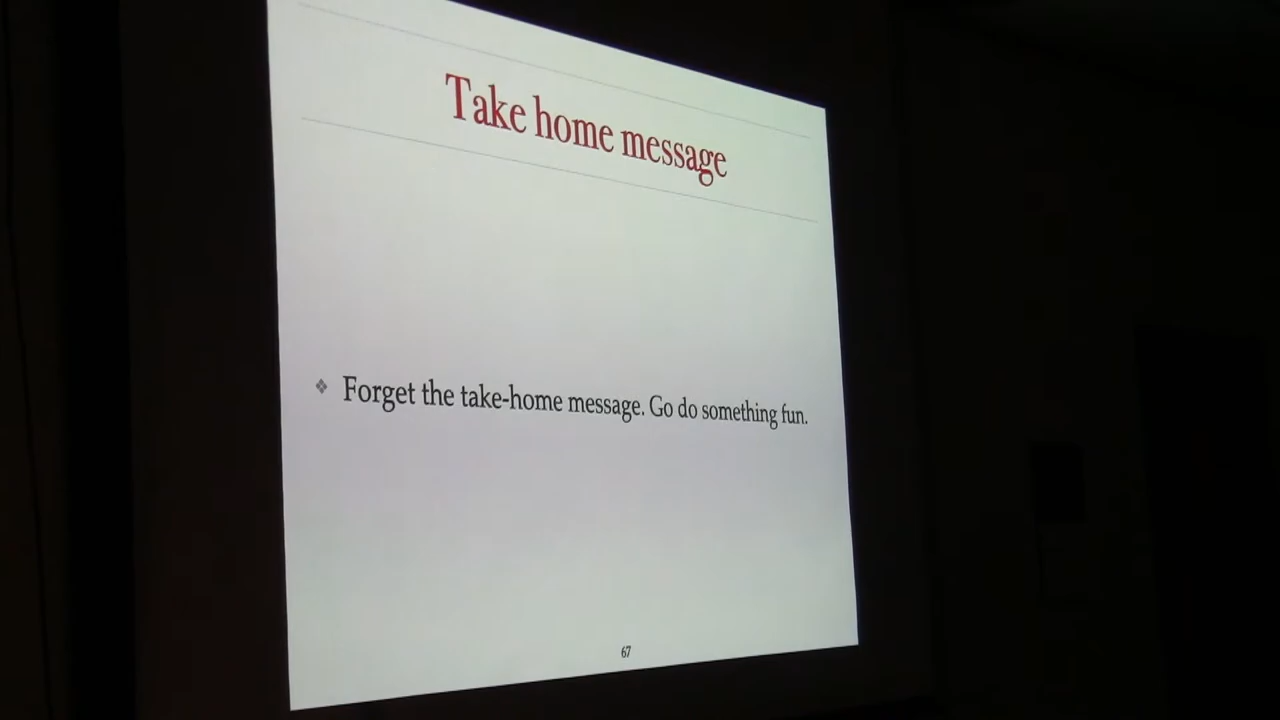 Take home message
❖ Forget the take-home message. Go do something fun.
67